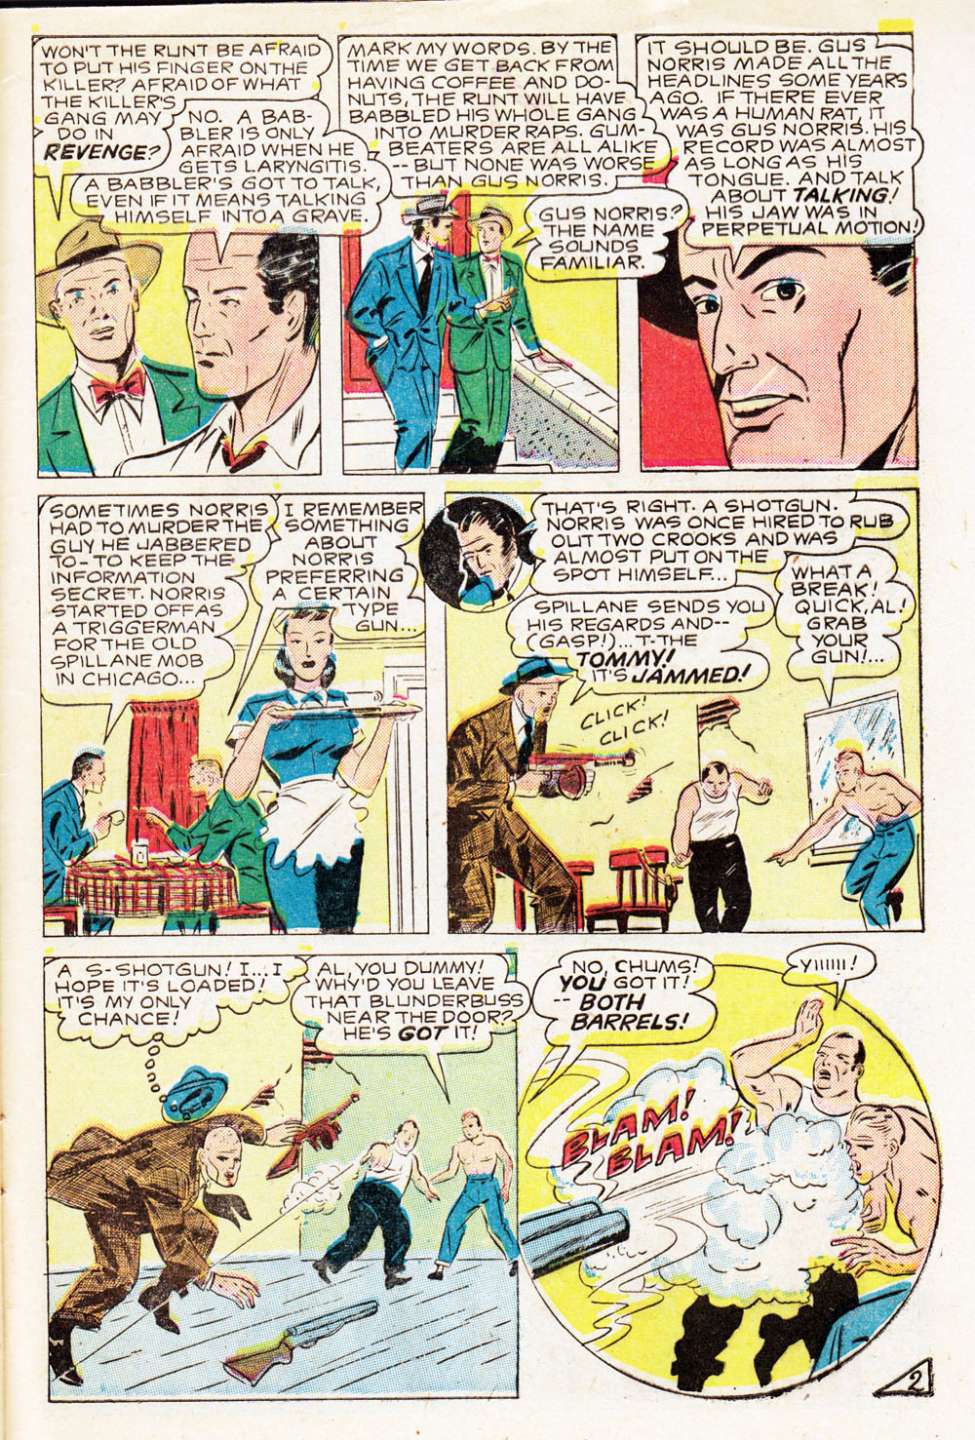 WON'T THE RUNT BE AFRAID
TO PUT HIS FINGER ON THE
KILLER? AFRAID OF WHAT
THE KILLER'S
GANG MAY
DO IN
REVENGE?
NO. A BAB-
BLER IS ONLY
AFRAID WHEN HE
GETS LARYNGITIS.
A BABBLER'S GOT TO TALK,
EVEN IF IT MEANS TALKING
HIMSELF INTO A GRAVE.
MARK MY WORDS. BY THE
TIME WE GET BACK FROM
HAVING COFFEE AND DO-
NUTS, THE RUNT WILL HAVE
BABBLED HIS WHOLE GANG
INTO MURDER RAPS. GUM-
BEATERS ARE ALL ALIKE
-- BUT NONE WAS WORSE
THAN GUS NORRIS.
GUS NORRIS?
THE NAME
SOUNDS
FAMILIAR.
IT SHOULD BE. GUS
NORRIS MADE ALL THE
HEADLINES SOME YEARS
AGO. IF THERE EVER
WAS A HUMAN RAT, IT
WAS GUS NORRIS. HIS
RECORD WAS ALMOST
AS LONG AS HIS
TONGUE. AND TALK
ABOUT TALKING!
HIS JAW WAS IN
PERPETUAL MOTION!
SOMETIMES NORRIS
HAD TO MURDER THE
GUY HE JABBERED
TO-- TO KEEP THE
INFORMATION
SECRET. NORRIS
STARTED OFF AS
A TRIGGERMAN
FOR THE OLD
SPILLANE MOB
IN CHICAGO...
I REMEMBER
SOMETHING
ABOUT
NORRIS
PREFERRING
A CERTAIN
TYPE
GUN...
THAT'S RIGHT. A SHOTGUN.
NORRIS WAS ONCE HIRED TO RUB
OUT TWO CROOKS AND WAS
ALMOST PUT ON THE
SPOT HIMSELF...
SPILLANE SENDS YOU
HIS REGARDS AND--
(GASP!)... T-THE
TOMMY!
IT'S JAMMED!
WHAT A
BREAK!
QUICK, AL!
GRAB
YOUR
GUN!...
CLICK!
CLICK!
A S-SHOTGUN! I...I
HOPE IT'S LOADED!
IT'S MY ONLY
CHANCE!
AL, YOU DUMMY!
WHY'D YOU LEAVE
THAT BLUNDERBUSS
NEAR THE DOOR?
HE'S GOT IT!
NO, CHUMS!
YOU GOT IT!
-- BOTH
BARRELS!
YIIIIII!
BLAM!
BLAM!
2